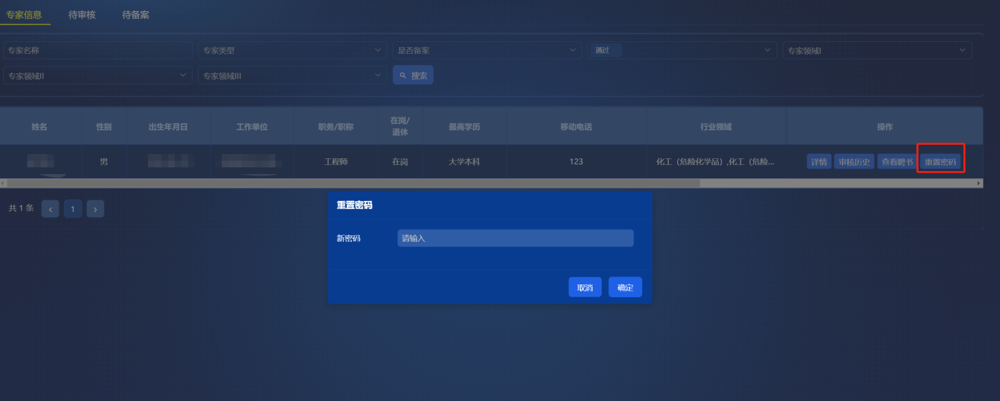 专家信息 待审核 待备案
专家名称 专家类型 是否备案 通过 专家领域I
专家领域II 专家领域III 搜索
姓名 性别 出生年月日 工作单位 职务/职称 在岗/退休 最高学历 移动电话 行业领域 操作
男 工程师 在岗 大学本科 123 化工（危险化学品）,化工（危险... 详情 审核历史 查看聘书 重置密码
共 1 条 1
重置密码
新密码 请输入
取消 确定